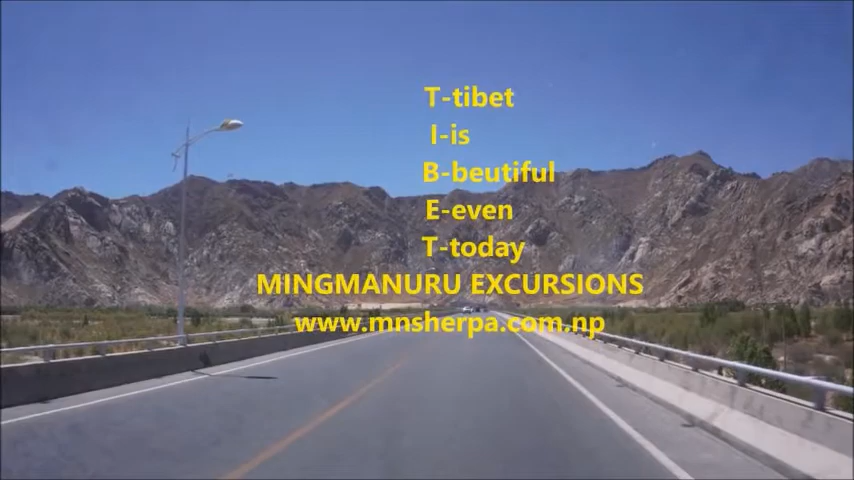 T-tibet
I-is
B-beutiful
E-even
T-today
MINGMANURU EXCURSIONS
www.mnsherpa.com.np